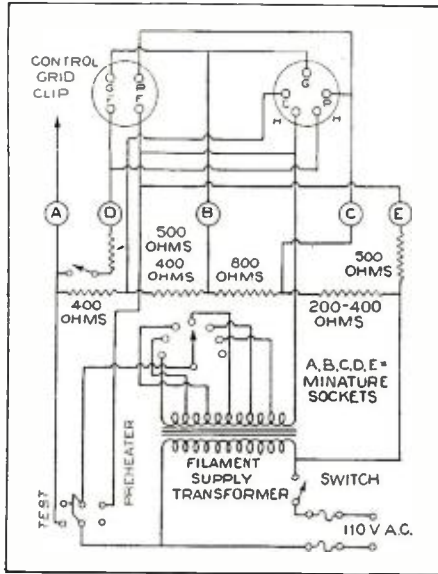 CONTROL
GRID
CLIP
G P
F F
G
C P
H H
A D B C E
500
OHMS
400
OHMS
800
OHMS
500
OHMS
400
OHMS
200-400
OHMS
A,B,C,D,E=
MINATURE
SOCKETS
PREHEATER
TEST
FILAMENT
SUPPLY
TRANSFORMER
SWITCH
110 V A.C.